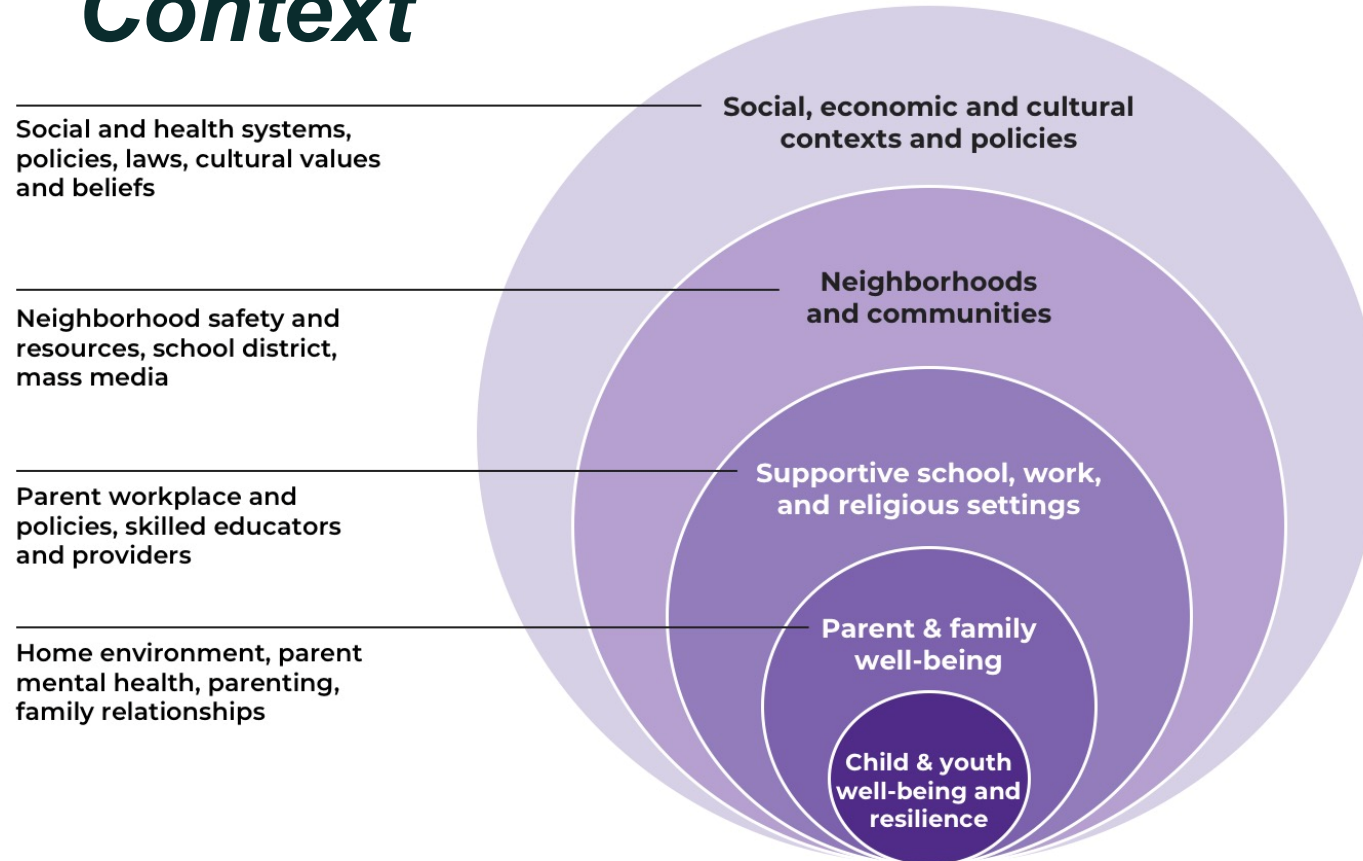 Context
Social and health systems,
policies, laws, cultural values
and beliefs
Social, economic and cultural
contexts and policies
Neighborhood safety and
resources, school district,
mass media
Neighborhoods
and communities
Parent workplace and
policies, skilled educators
and providers
Supportive school, work,
and religious settings
Home environment, parent
mental health, parenting,
family relationships
Parent & family
well-being
Child & youth
well-being and
resilience